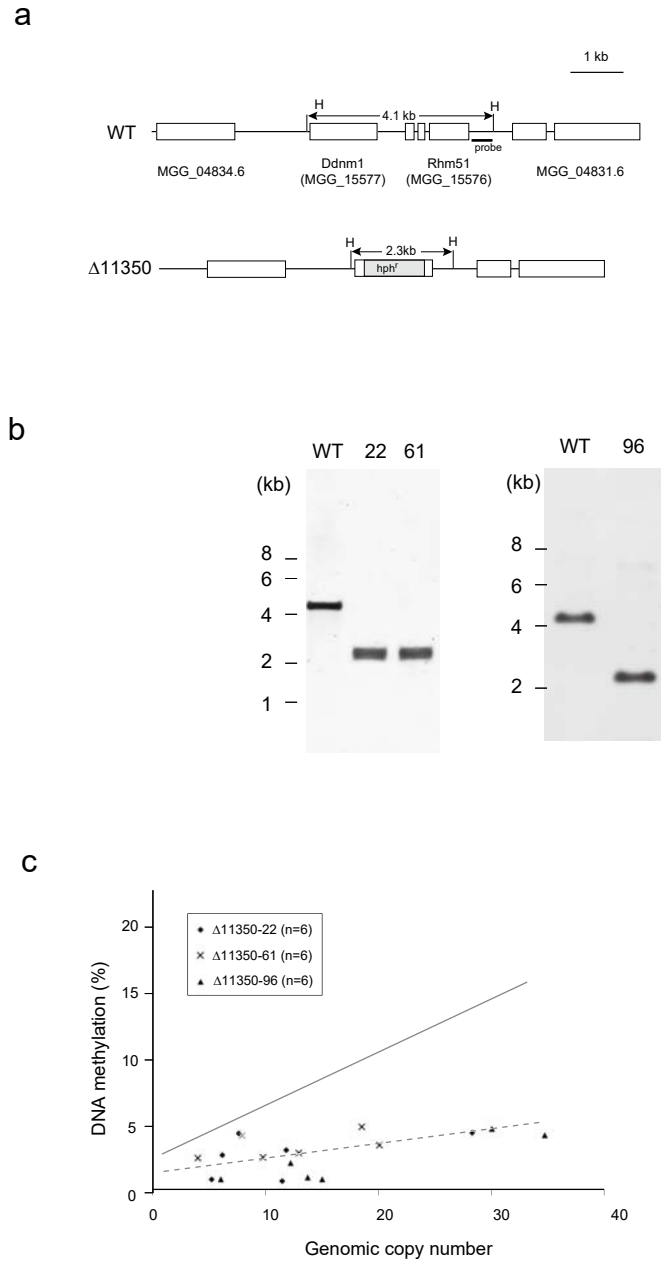 a
1 kb
H H
4.1 kb
WT
probe
MGG_04834.6
Ddnm1
(MGG_15577)
Rhm51
(MGG_15576)
MGG_04831.6
H H
2.3kb
Δ11350
hphʳ
b
WT 22 61
(kb)
8
6
4
2
1
WT 96
(kb)
8
6
4
2
c
DNA methylation (%)
20
15
10
5
0
Δ11350-22 (n=6)
Δ11350-61 (n=6)
Δ11350-96 (n=6)
0 10 20 30 40
Genomic copy number